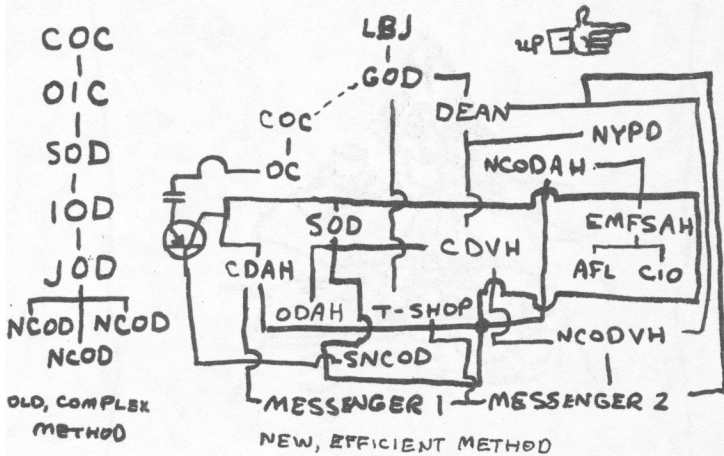 COC
OIC
SOD
IOD
JOD
NCOD NCOD
NCOD
OLD, COMPLEX
METHOD
LBJ
GOD
UP
DEAN
COC
NYPD
OC
NCODAH
SOD
EMFSAH
CDVH
CDAH
AFL CIO
ODAH T-SHOP
NCODVH
SNCOD
MESSENGER 1 MESSENGER 2
NEW, EFFICIENT METHOD